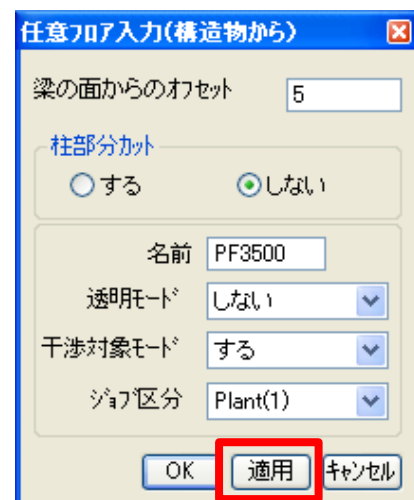 任意ﾌﾛｱ入力(構造物から)
梁の面からのｵﾌｾｯﾄ 5
柱部分ｶｯﾄ
する しない
名前 PF3500
透明ﾓｰﾄﾞ しない
干渉対象ﾓｰﾄﾞ する
ｼﾞｮﾌﾞ区分 Plant(1)
OK 適用 ｷｬﾝｾﾙ